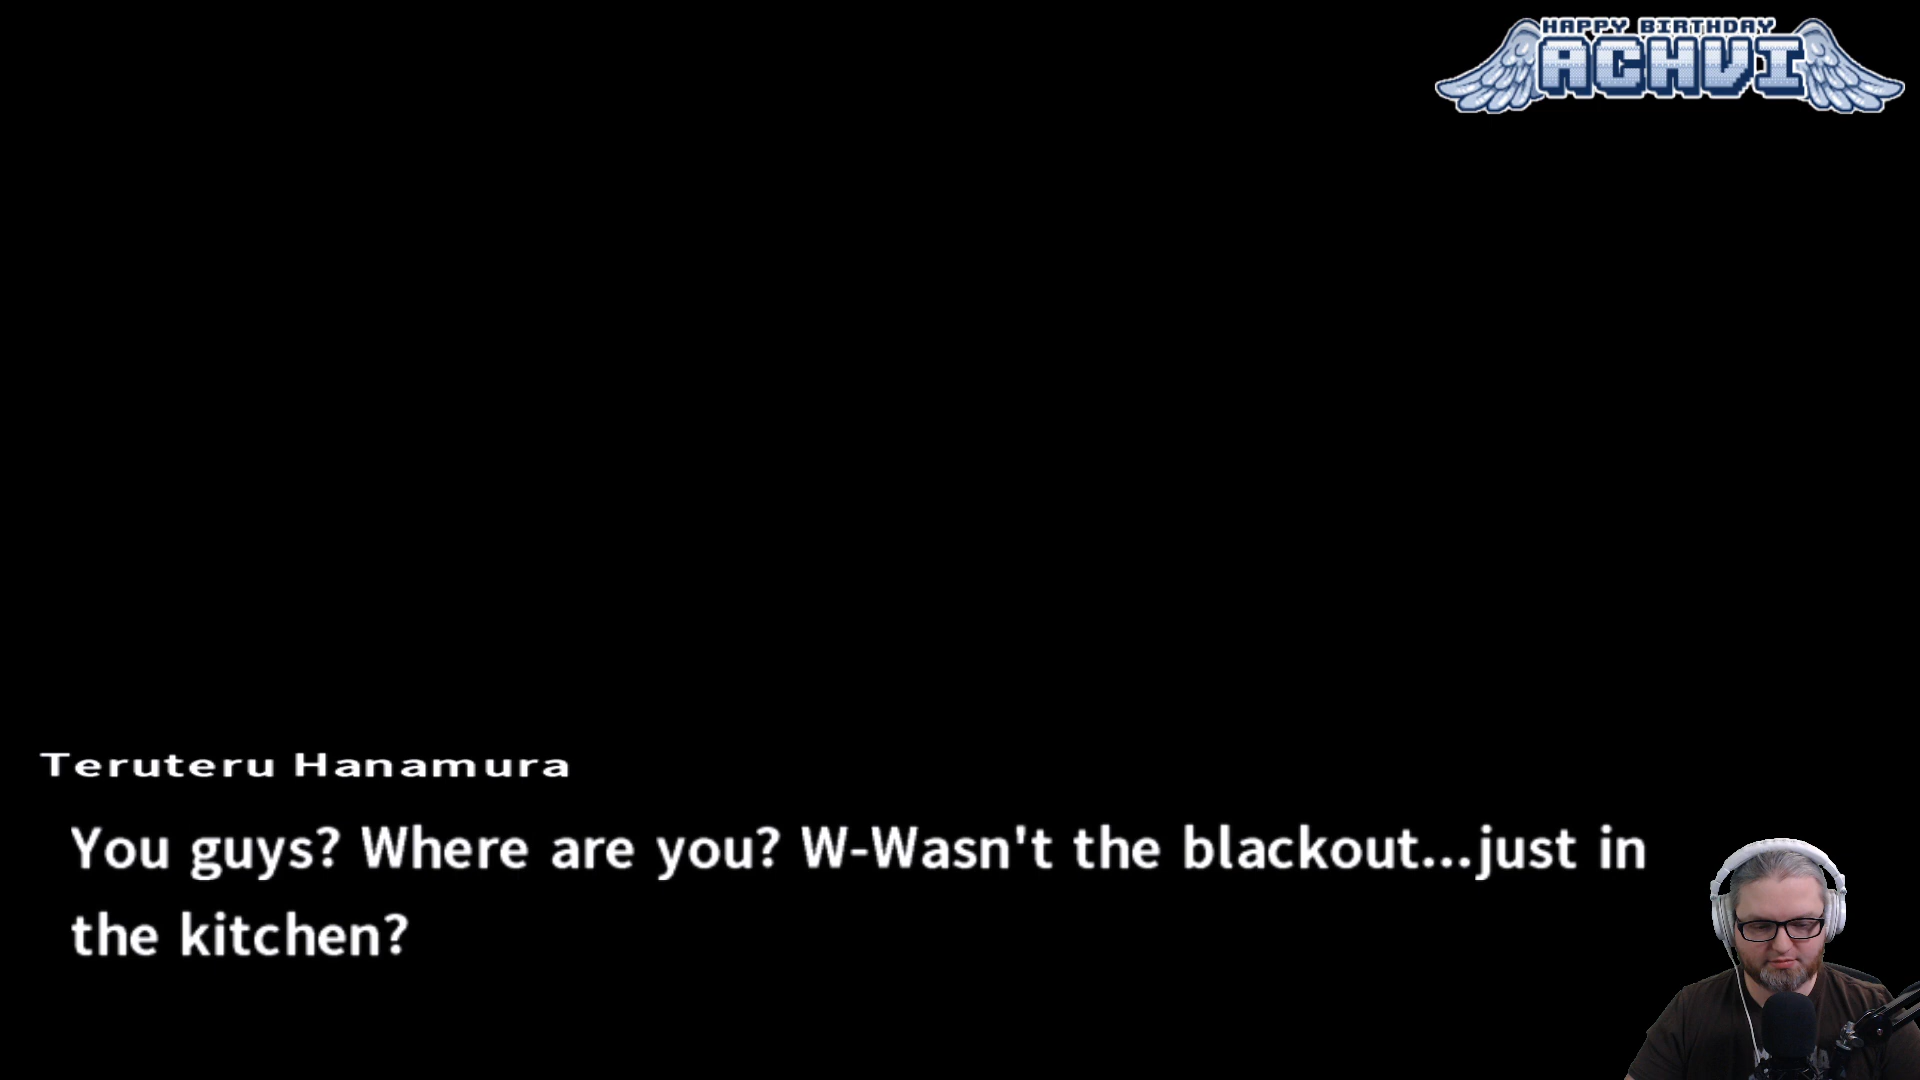 HAPPY BIRTHDAY
ACHVI
Teruteru Hanamura
You guys? Where are you? W-Wasn't the blackout...just in
the kitchen?